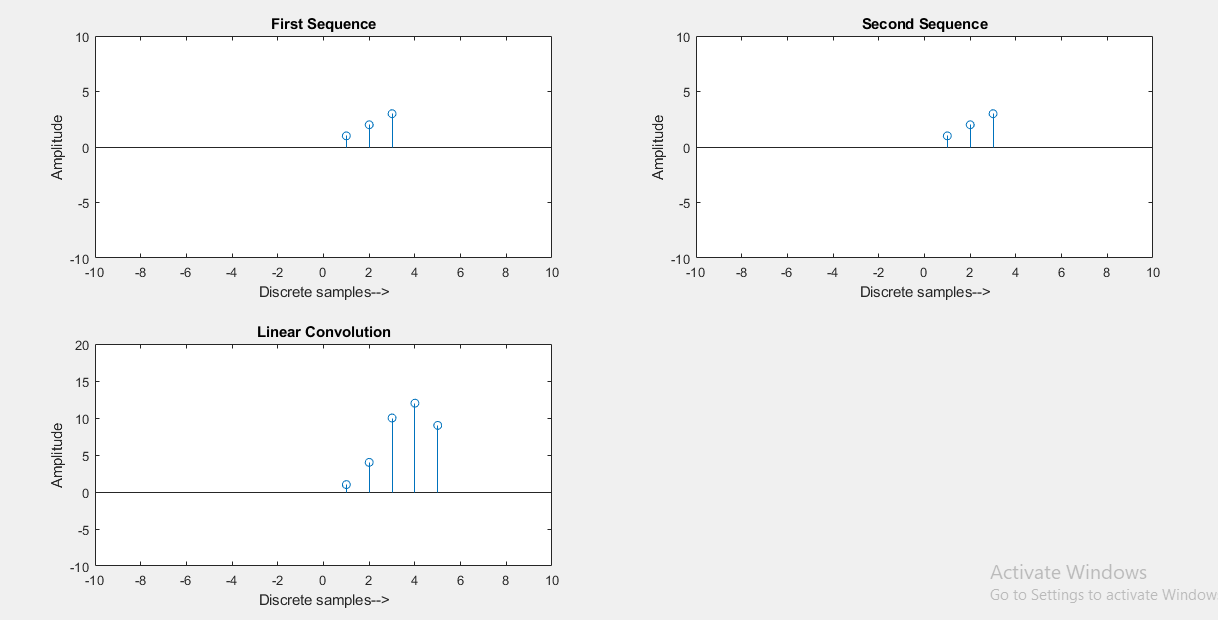 First Sequence
10
5
0
-5
-10
Amplitude
-10 -8 -6 -4 -2 0 2 4 6 8 10
Discrete samples-->
Second Sequence
10
5
0
-5
-10
Amplitude
-10 -8 -6 -4 -2 0 2 4 6 8 10
Discrete samples-->
Linear Convolution
20
15
10
5
0
-5
-10
Amplitude
-10 -8 -6 -4 -2 0 2 4 6 8 10
Discrete samples-->
Activate Windows
Go to Settings to activate Window